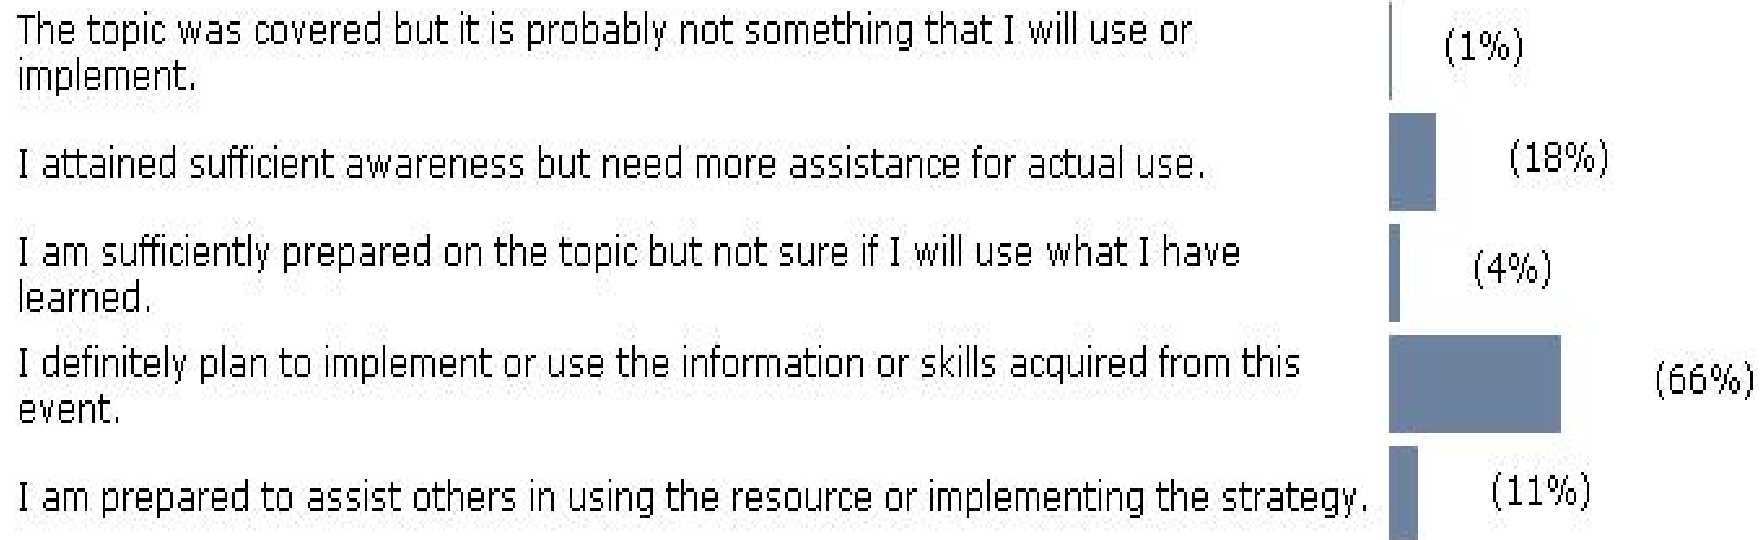 The topic was covered but it is probably not something that I will use or
implement.
(1%)
I attained sufficient awareness but need more assistance for actual use.
(18%)
I am sufficiently prepared on the topic but not sure if I will use what I have
learned.
(4%)
I definitely plan to implement or use the information or skills acquired from this
event.
(66%)
I am prepared to assist others in using the resource or implementing the strategy.
(11%)